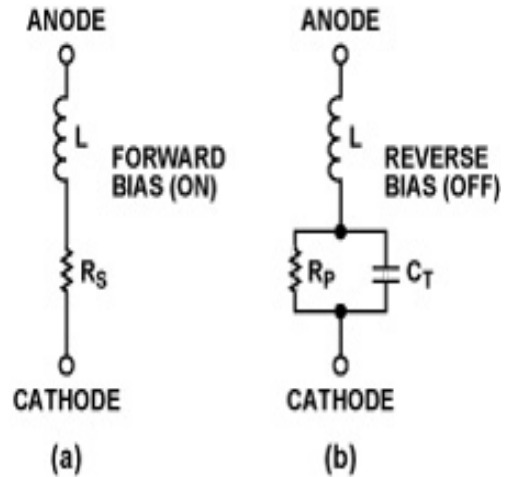 ANODE
L
FORWARD
BIAS (ON)
RS
CATHODE
(a)
ANODE
L
REVERSE
BIAS (OFF)
RP
CT
CATHODE
(b)